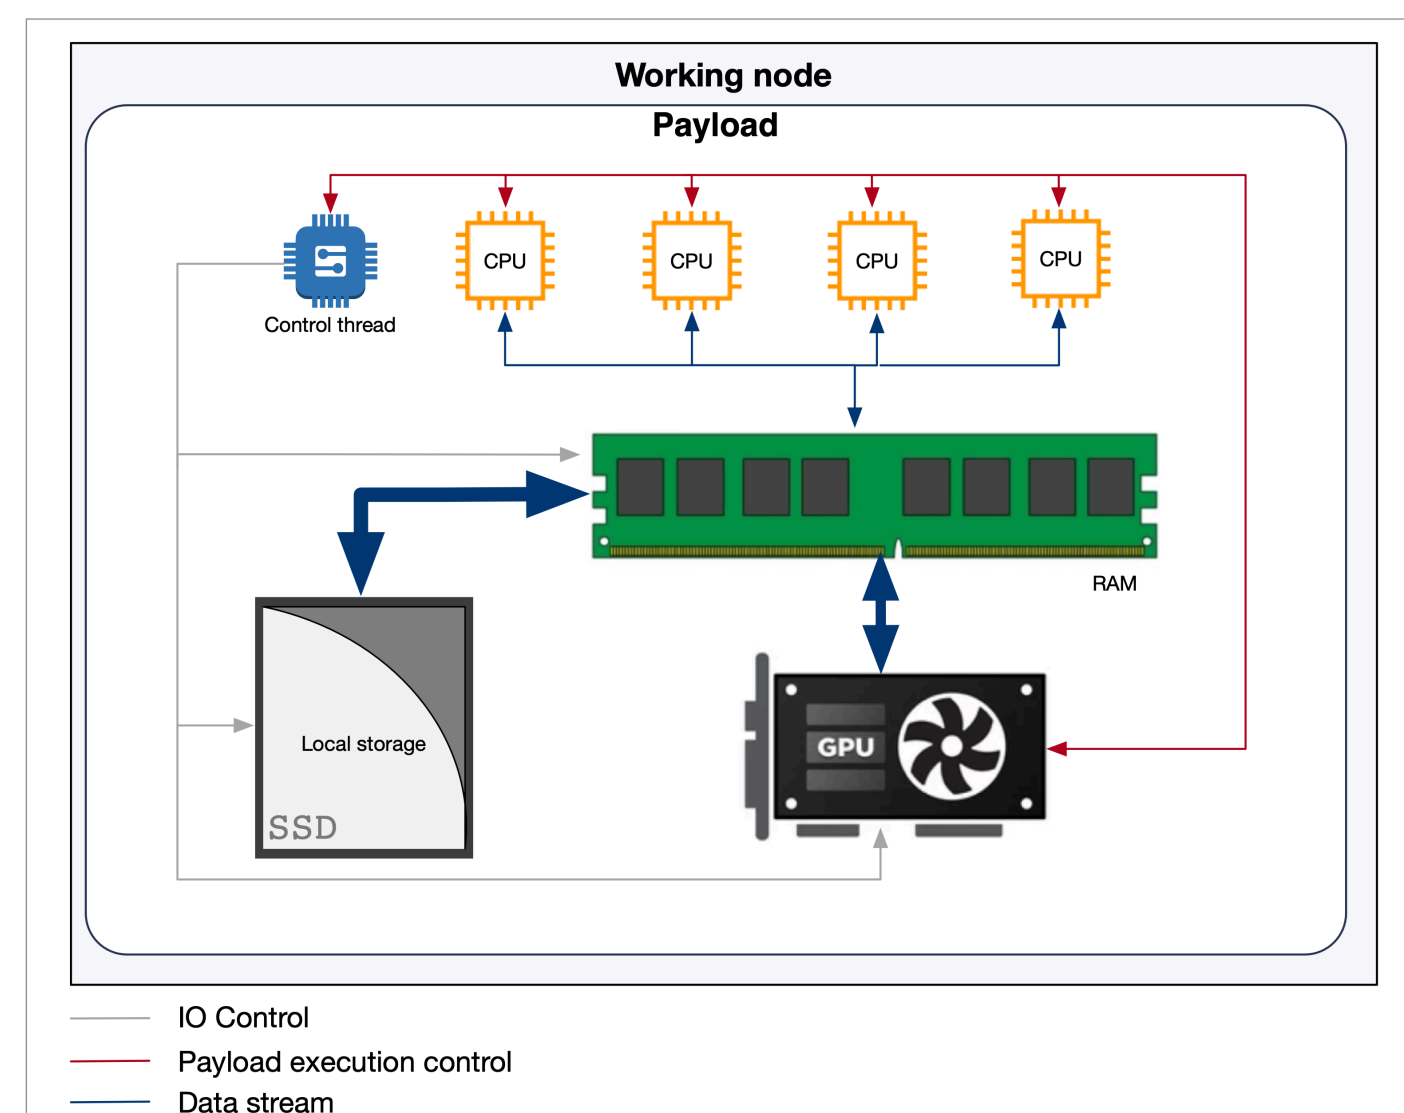 Working node
Payload
CPU
CPU
CPU
CPU
Control thread
RAM
Local storage
SSD
GPU
IO Control
Payload execution control
Data stream